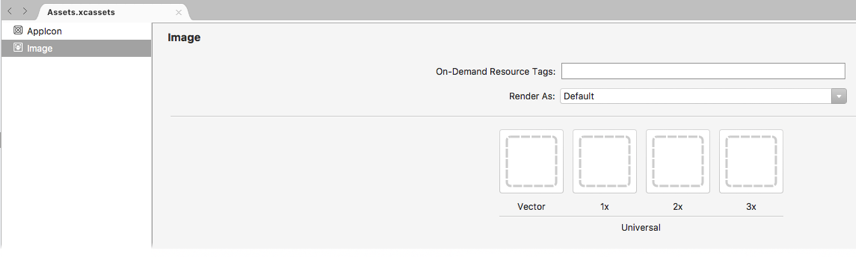 Assets.xcassets
AppIcon
Image
Image
On-Demand Resource Tags:
Render As: Default
Vector 1x 2x 3x
Universal